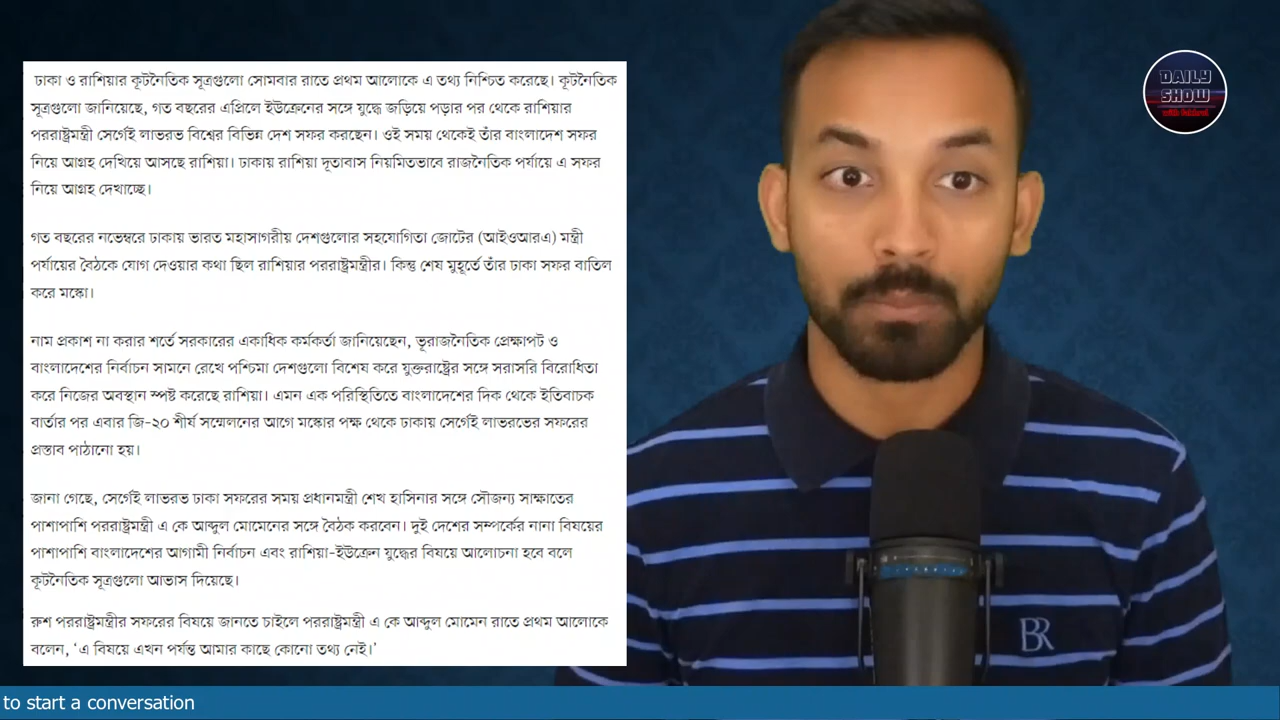 ঢাকা ও রাশিয়ার কূটনৈতিক সূত্রগুলো সোমবার রাতে প্রথম আলোকে এ তথ্য নিশ্চিত করেছে। কূটনৈতিক
সূত্রগুলো জানিয়েছে, গত বছরের এপ্রিলে ইউক্রেনের সঙ্গে যুদ্ধে জড়িয়ে পড়ার পর থেকে রাশিয়ার
পররাষ্ট্রমন্ত্রী সের্গেই লাভরভ বিশ্বের বিভিন্ন দেশ সফর করছেন। ওই সময় থেকেই তাঁর বাংলাদেশ সফর
নিয়ে আগ্রহ দেখিয়ে আসছে রাশিয়া। ঢাকায় রাশিয়া দূতাবাস নিয়মিতভাবে রাজনৈতিক পর্যায়ে এ সফর
নিয়ে আগ্রহ দেখাচ্ছে।
গত বছরের নভেম্বরে ঢাকায় ভারত মহাসাগরীয় দেশগুলোর সহযোগিতা জোটের (আইওআরএ) মন্ত্রী
পর্যায়ের বৈঠকে যোগ দেওয়ার কথা ছিল রাশিয়ার পররাষ্ট্রমন্ত্রীর। কিন্তু শেষ মুহূর্তে তাঁর ঢাকা সফর বাতিল
করে মস্কো।
নাম প্রকাশ না করার শর্তে সরকারের একাধিক কর্মকর্তা জানিয়েছেন, ভূরাজনৈতিক প্রেক্ষাপট ও
বাংলাদেশের নির্বাচন সামনে রেখে পশ্চিমা দেশগুলো বিশেষ করে যুক্তরাষ্ট্রের সঙ্গে সরাসরি বিরোধিতা
করে নিজের অবস্থান স্পষ্ট করেছে রাশিয়া। এমন এক পরিস্থিতিতে বাংলাদেশের দিক থেকে ইতিবাচক
বার্তার পর এবার জি-২০ শীর্ষ সম্মেলনের আগে মস্কোর পক্ষ থেকে ঢাকায় সের্গেই লাভরভের সফরের
প্রস্তাব পাঠানো হয়।
জানা গেছে, সের্গেই লাভরভ ঢাকা সফরের সময় প্রধানমন্ত্রী শেখ হাসিনার সঙ্গে সৌজন্য সাক্ষাতের
পাশাপাশি পররাষ্ট্রমন্ত্রী এ কে আব্দুল মোমেনের সঙ্গে বৈঠক করবেন। দুই দেশের সম্পর্কের নানা বিষয়ের
পাশাপাশি বাংলাদেশের আগামী নির্বাচন এবং রাশিয়া-ইউক্রেন যুদ্ধের বিষয়ে আলোচনা হবে বলে
কূটনৈতিক সূত্রগুলো আভাস দিয়েছে।
রুশ পররাষ্ট্রমন্ত্রীর সফরের বিষয়ে জানতে চাইলে পররাষ্ট্রমন্ত্রী এ কে আব্দুল মোমেন রাতে প্রথম আলোকে
বলেন, ‘এ বিষয়ে এখন পর্যন্ত আমার কাছে কোনো তথ্য নেই।’
DAILY
SHOW
BR
to start a conversation